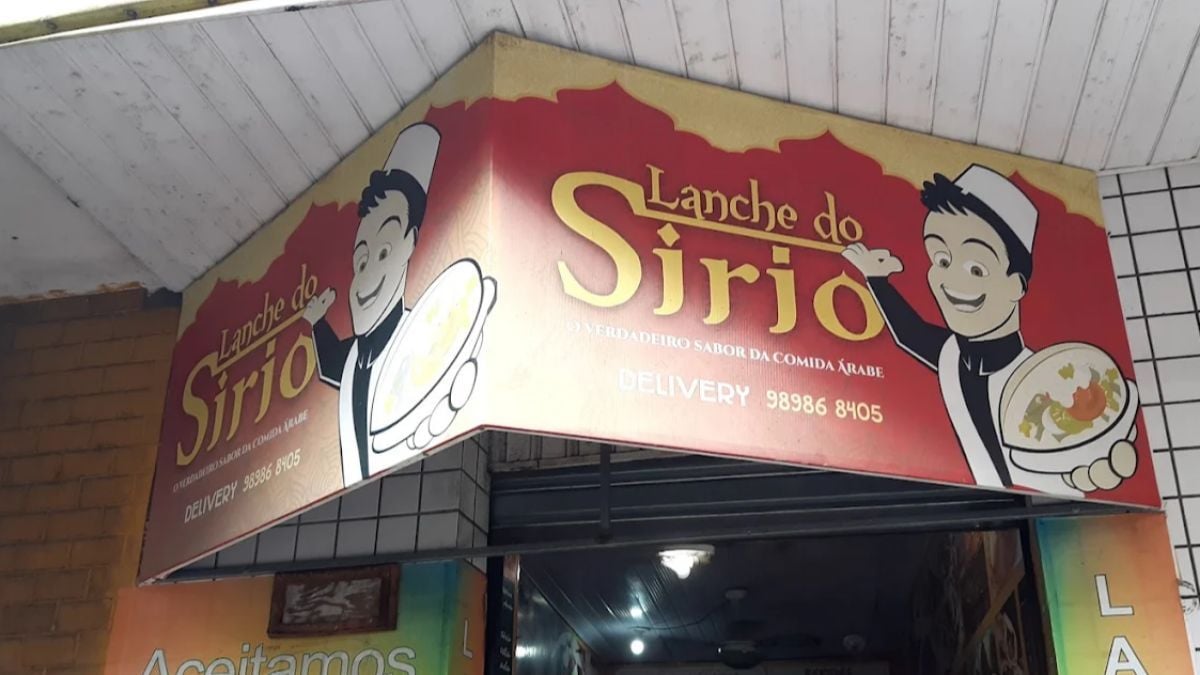 Lanche do
Sirio
O VERDADEIRO SABOR DA COMIDA ÁRABE
DELIVERY 98986 8405
Lanche do
Sirio
O VERDADEIRO SABOR DA COMIDA ÁRABE
DELIVERY 98986 8405
Aceitamos
L
L
A